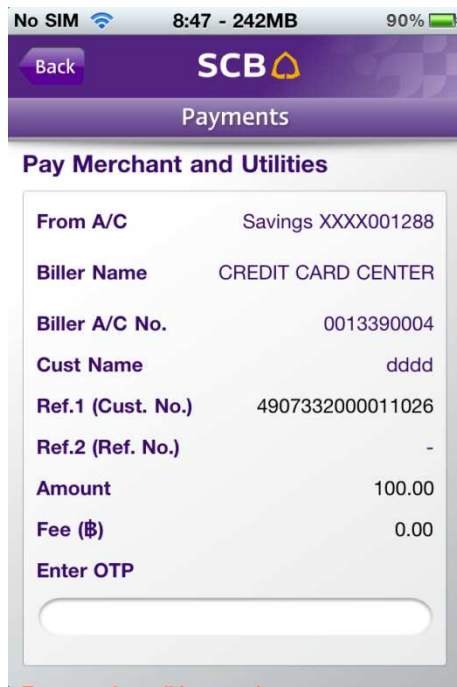 No SIM 8:47 - 242MB 90%
Back SCB
Payments
Pay Merchant and Utilities
From A/C Savings XXXX001288
Biller Name CREDIT CARD CENTER
Biller A/C No. 0013390004
Cust Name dddd
Ref.1 (Cust. No.) 4907332000011026
Ref.2 (Ref. No.) -
Amount 100.00
Fee (฿) 0.00
Enter OTP